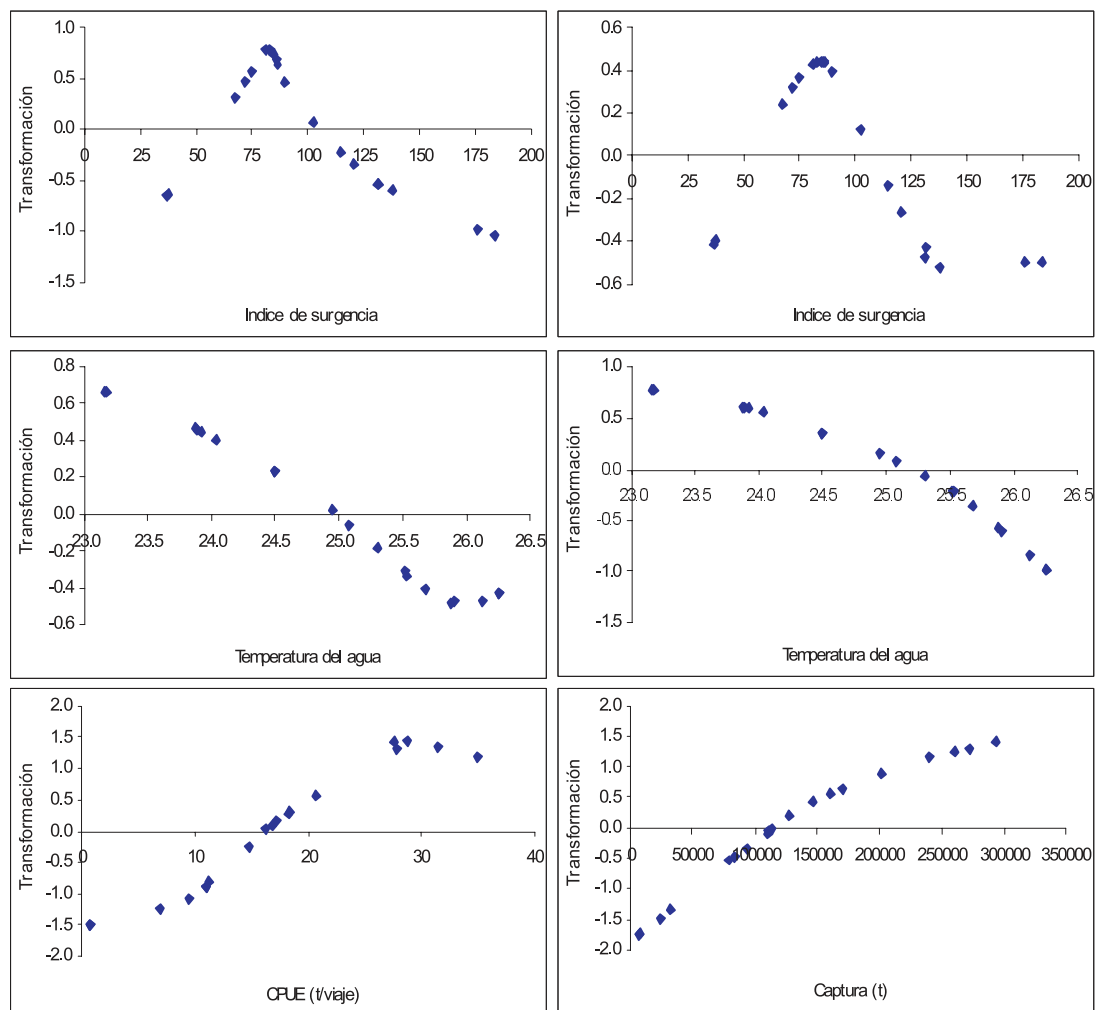 1.0
0.5
0.0
-0.5
-1.0
-1.5
0 25 50 75 100 125 150 175 200
Transformación
Indice de surgencia
0.6
0.4
0.2
0.0
-0.2
-0.4
-0.6
0 25 50 75 100 125 150 175 200
Transformación
Indice de surgencia
0.8
0.6
0.4
0.2
0.0
-0.2
-0.4
-0.6
23.0 23.5 24.0 24.5 25.0 25.5 26.0 26.5
Transformación
Temperatura del agua
1.0
0.5
0.0
-0.5
-1.0
-1.5
23.0 23.5 24.0 24.5 25.0 25.5 26.0 26.5
Transformación
Temperatura del agua
2.0
1.5
1.0
0.5
0.0
-0.5
-1.0
-1.5
-2.0
0 10 20 30 40
Transformación
CPUE (t/viaje)
2.0
1.5
1.0
0.5
0.0
-0.5
-1.0
-1.5
-2.0
0 50000 100000 150000 200000 250000 300000 350000
Transformación
Captura (t)